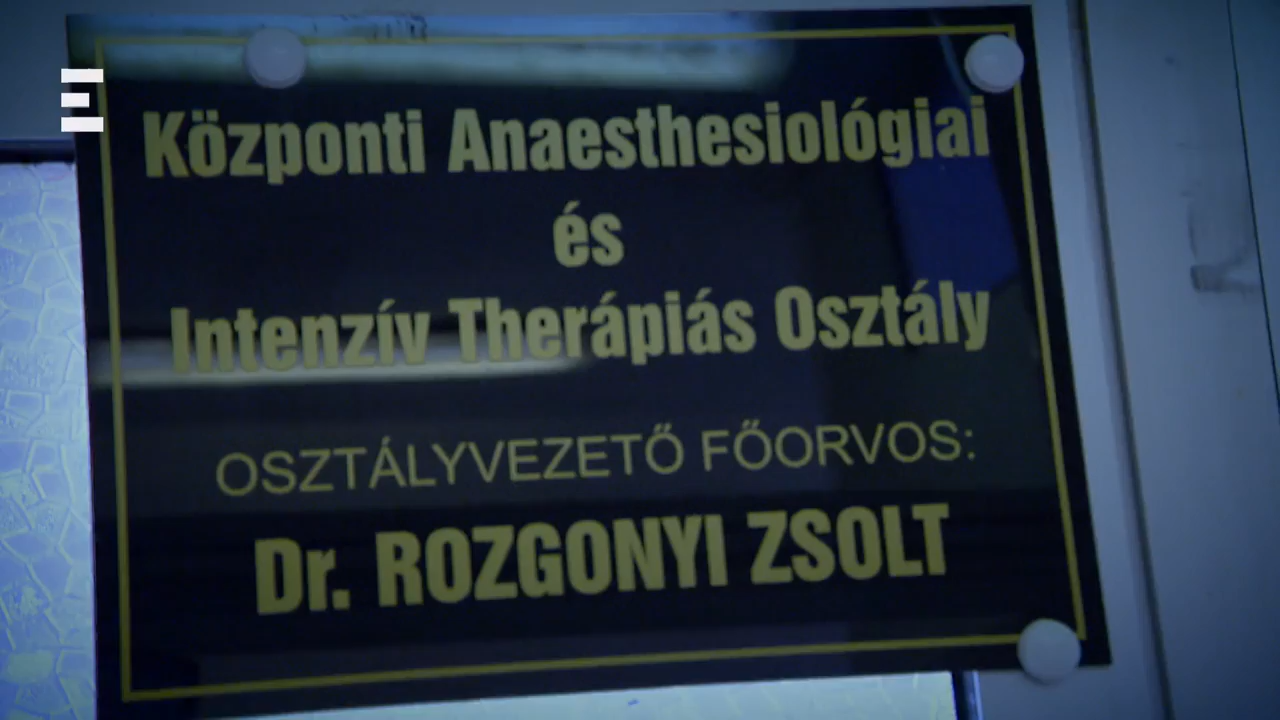 Központi Anaesthesiológiai
és
Intenzív Therápiás Osztály
OSZTÁLYVEZETŐ FŐORVOS:
Dr. ROZGONYI ZSOLT